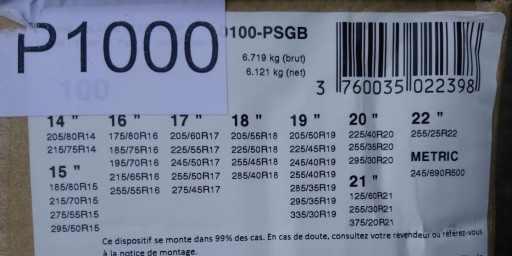 P1000
0100-PSGB
100
6.719 kg (brut)
6.121 kg (net)
3 760035 022398
14 "
205/80R14
215/75R14
15 "
185/80R15
215/70R15
275/55R15
295/50R15
16 "
175/80R16
185/75R16
195/70R16
215/65R16
255/55R16
17 "
205/60R17
225/55R17
245/50R17
255/50R17
275/45R17
18 "
205/55R18
225/50R18
255/45R18
285/40R18
19 "
205/50R19
225/45R19
245/40R19
255/40R19
285/35R19
295/35R19
335/30R19
20 "
225/40R20
255/35R20
295/30R20
21 "
125/60R21
255/30R21
375/20R21
22 "
255/25R22
METRIC
245/690R500
Ce dispositif se monte dans 99% des cas. En cas de doute, consultez votre revendeur ou référez-vous
à la notice de montage.